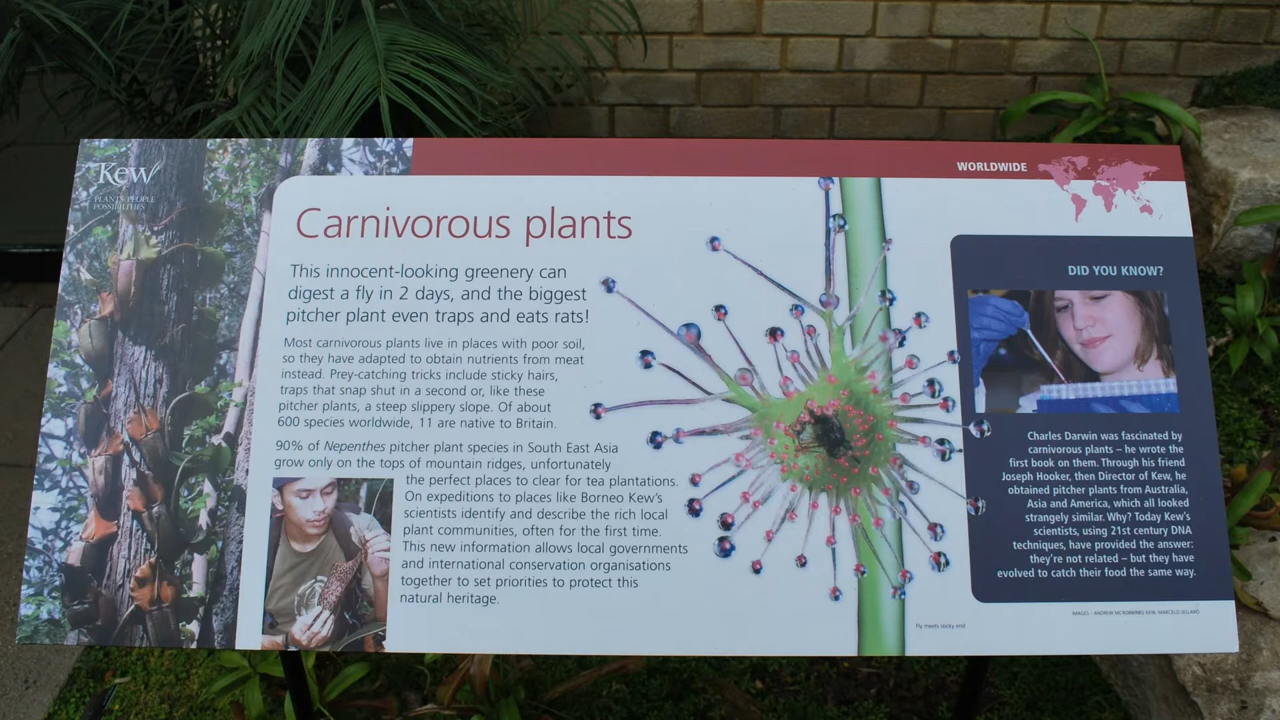 Kew
PLANTS PEOPLE
POSSIBILITIES
WORLDWIDE
Carnivorous plants
This innocent-looking greenery can
digest a fly in 2 days, and the biggest
pitcher plant even traps and eats rats!
Most carnivorous plants live in places with poor soil,
so they have adapted to obtain nutrients from meat
instead. Prey-catching tricks include sticky hairs,
traps that snap shut in a second or, like these
pitcher plants, a steep slippery slope. Of about
600 species worldwide, 11 are native to Britain.
90% of Nepenthes pitcher plant species in South East Asia
grow only on the tops of mountain ridges, unfortunately
the perfect places to clear for tea plantations.
On expeditions to places like Borneo Kew's
scientists identify and describe the rich local
plant communities, often for the first time.
This new information allows local governments
and international conservation organisations
together to set priorities to protect this
natural heritage.
Fly meets sticky end
DID YOU KNOW?
Charles Darwin was fascinated by
carnivorous plants – he wrote the
first book on them. Through his friend
Joseph Hooker, then Director of Kew, he
obtained pitcher plants from Australia,
Asia and America, which all looked
strangely similar. Why? Today Kew's
scientists, using 21st century DNA
techniques, have provided the answer:
they're not related – but they have
evolved to catch their food the same way.
IMAGES - ANDREW